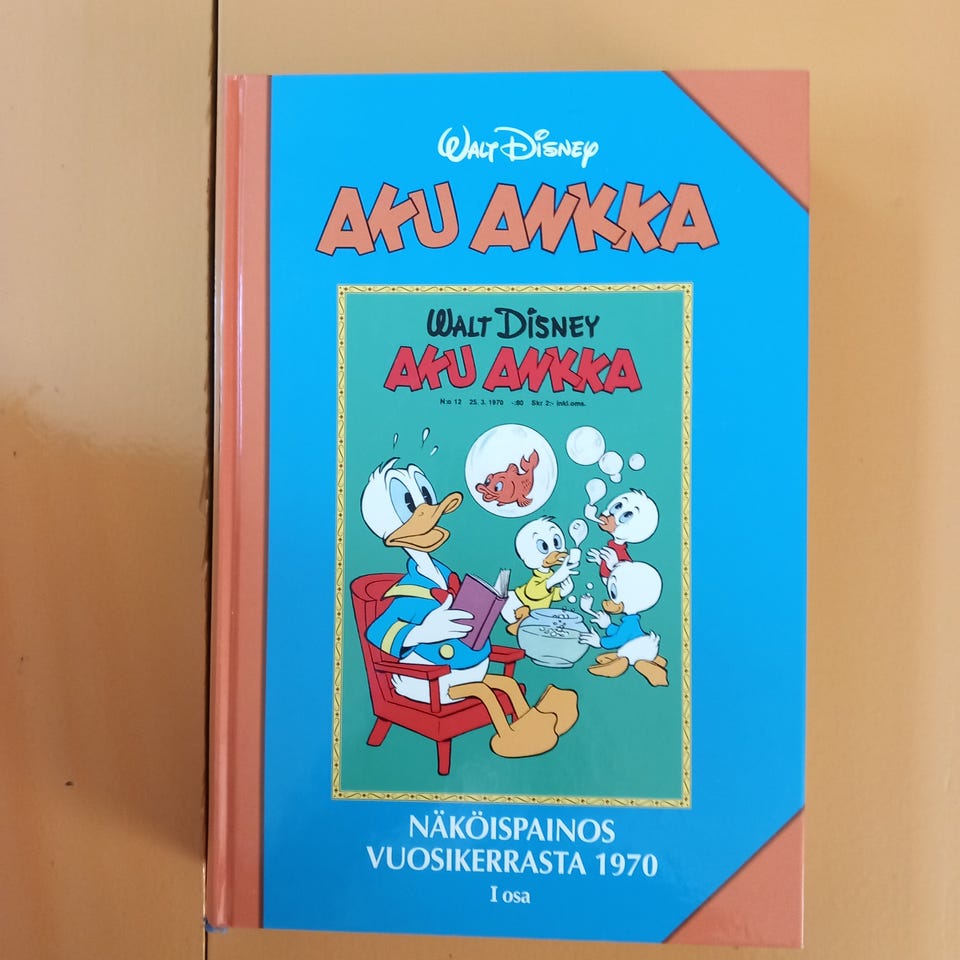 WALT DISNEY
AKU ANKKA
WALT DISNEY
AKU ANKKA
N:o 12 25. 3. 1970 -:80 Skr 2:- inkl.oms.
NÄKÖISPAINOS
VUOSIKERRASTA 1970
I osa